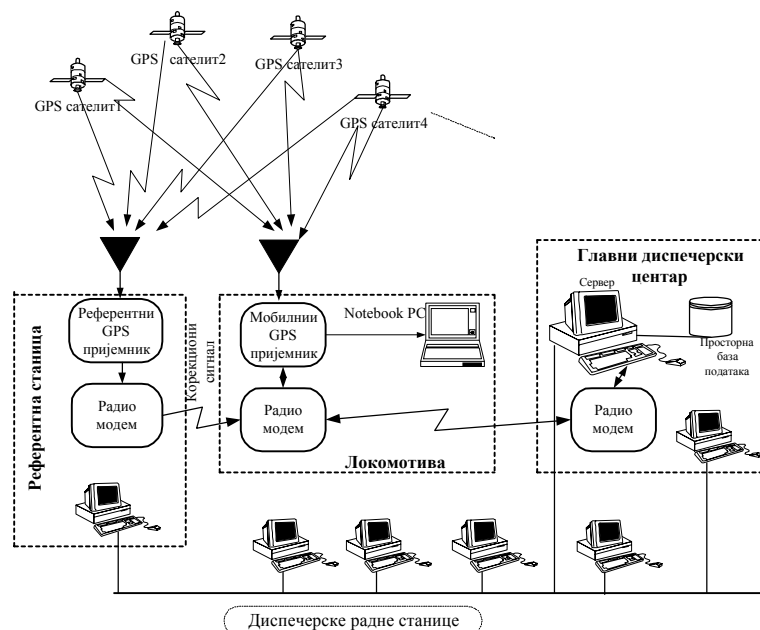 GPS сателит2
GPS сателит3
GPS сателит1
GPS сателит4
Главни диспечерски
центар
Сервер
Просторна
база
података
Радио
модем
Референтна станица
Референтни
GPS
пријемник
Радио
модем
Корекциони
сигнал
Мобилнии
GPS
пријемник
Notebook PC
Радио
модем
Локомотива
Диспечерске радне станице